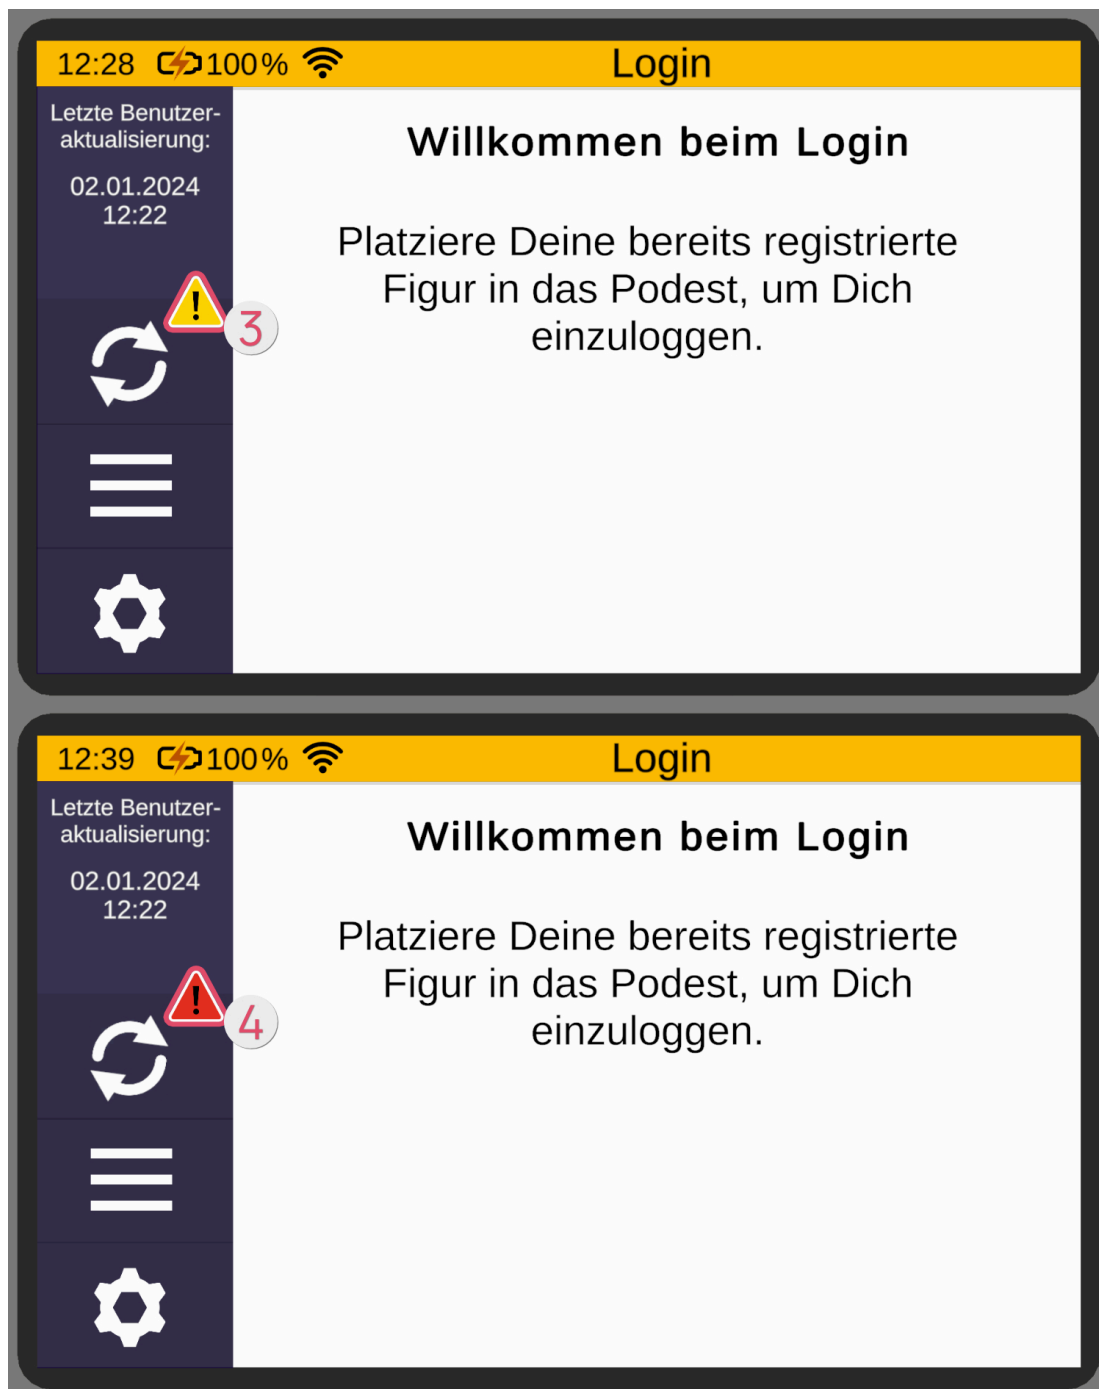 12:28 100% Login
Letzte Benutzer-
aktualisierung:
02.01.2024
12:22
!
3
Willkommen beim Login
Platziere Deine bereits registrierte
Figur in das Podest, um Dich
einzuloggen.
12:39 100% Login
Letzte Benutzer-
aktualisierung:
02.01.2024
12:22
!
4
Willkommen beim Login
Platziere Deine bereits registrierte
Figur in das Podest, um Dich
einzuloggen.